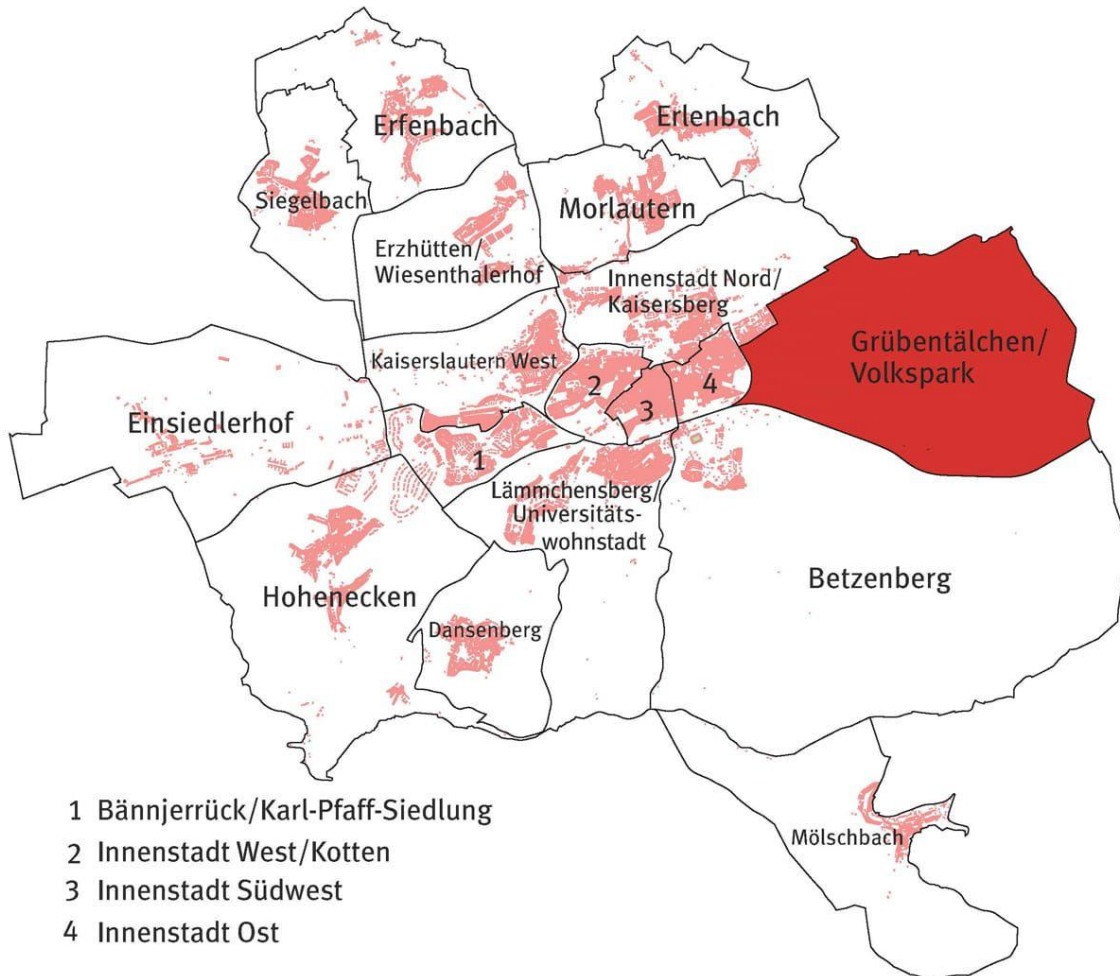 Erfenbach
Erlenbach
Siegelbach
Morlautern
Erzhütten/
Wiesenthalerhof
Innenstadt Nord/
Kaisersberg
Grübentälchen/
Volkspark
Kaiserslautern West
2
4
3
Einsiedlerhof
1
Lämmchensberg/
Universitäts-
wohnstadt
Betzenberg
Hohenecken
Dansenberg
Mölschbach
1 Bännjerrück/Karl-Pfaff-Siedlung
2 Innenstadt West/Kotten
3 Innenstadt Südwest
4 Innenstadt Ost